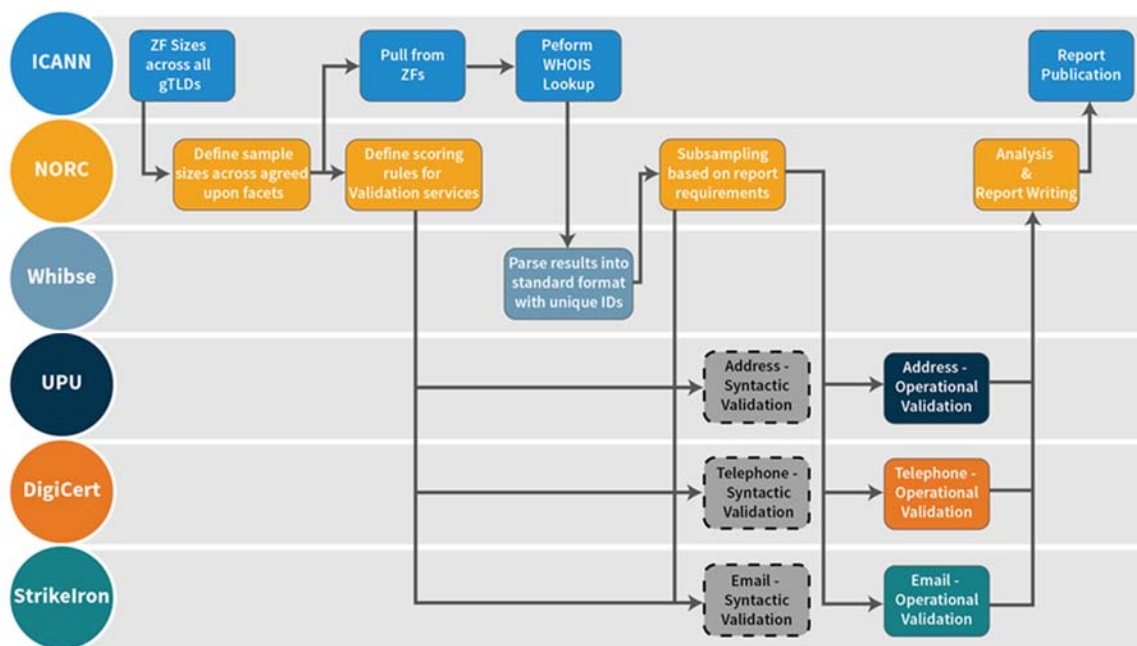 ICANN
ZF Sizes
across all
gTLDs
Pull from
ZFs
Peform
WHOIS
Lookup
Report
Publication
NORC
Define sample
sizes across agreed
upon facets
Define scoring
rules for
Validation services
Subsampling
based on report
requirements
Analysis
&
Report Writing
Whibse
Parse results into
standard format
with unique IDs
UPU
Address -
Syntactic
Validation
Address -
Operational
Validation
DigiCert
Telephone -
Syntactic
Validation
Telephone -
Operational
Validation
StrikeIron
Email -
Syntactic
Validation
Email -
Operational
Validation